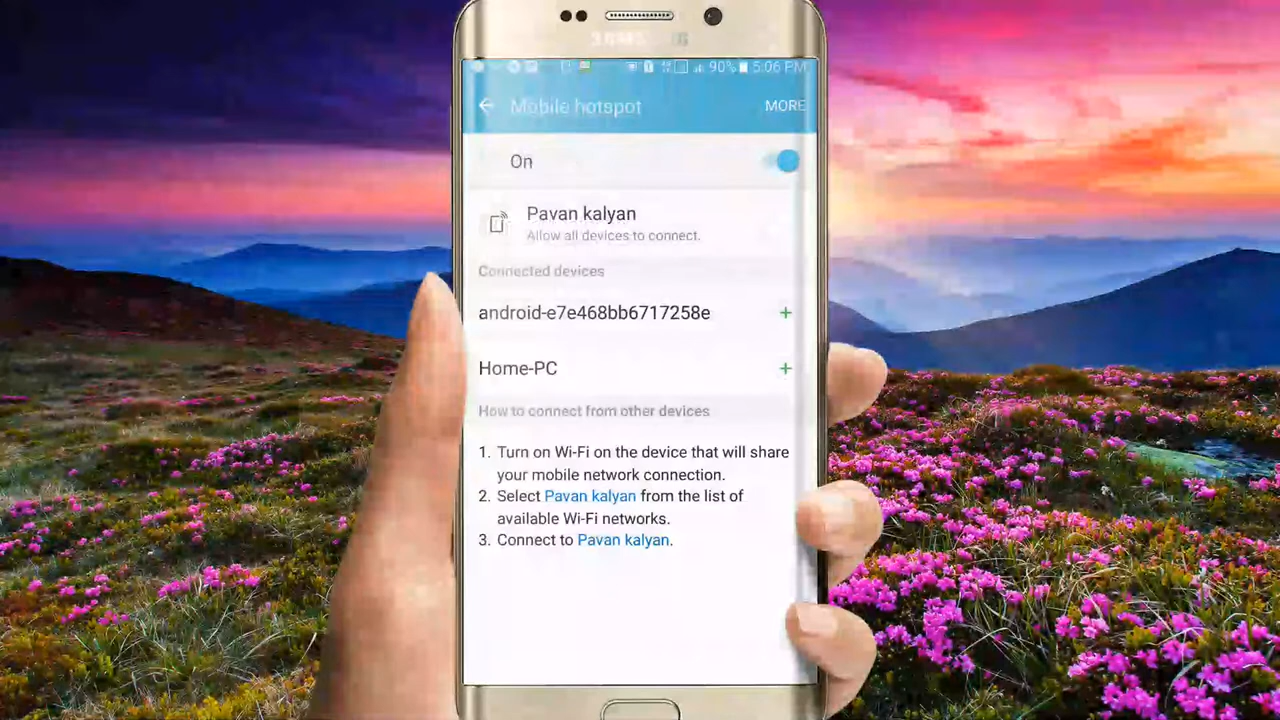 SAMSUNG
90% 5:06 PM
Mobile hotspot MORE
On
Pavan kalyan
Allow all devices to connect.
Connected devices
android-e7e468bb6717258e +
Home-PC +
How to connect from other devices
1. Turn on Wi-Fi on the device that will share
your mobile network connection.
2. Select Pavan kalyan from the list of
available Wi-Fi networks.
3. Connect to Pavan kalyan.